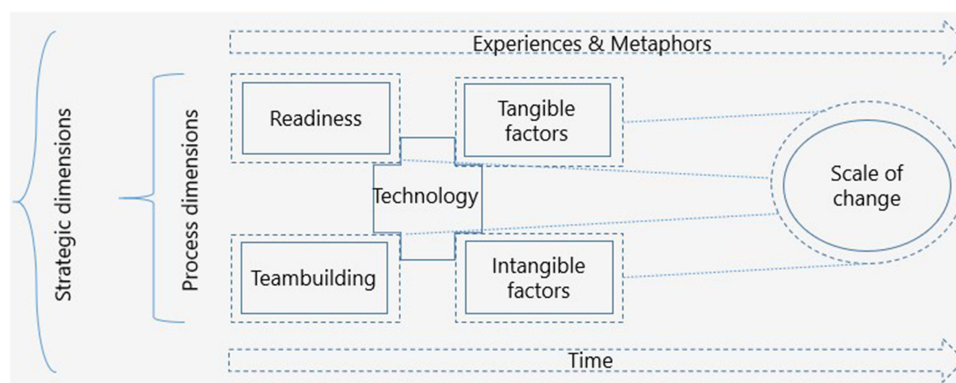 Experiences & Metaphors
Strategic dimensions
Process dimensions
Readiness
Tangible
factors
Technology
Scale of
change
Teambuilding
Intangible
factors
Time